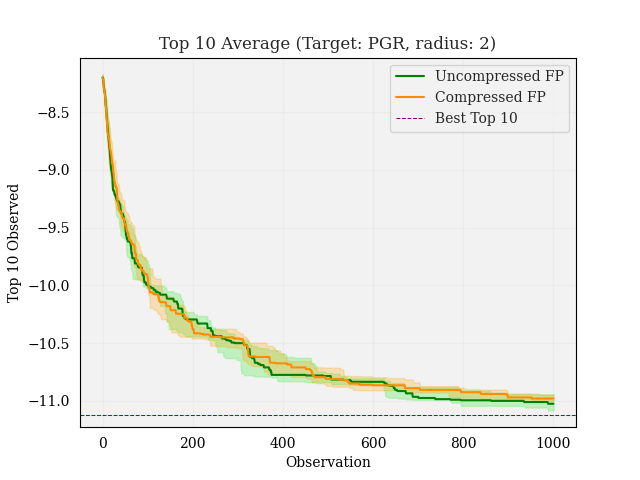 Top 10 Average (Target: PGR, radius: 2)
Uncompressed FP
Compressed FP
Best Top 10
Top 10 Observed
−8.5
−9.0
−9.5
−10.0
−10.5
−11.0
0 200 400 600 800 1000
Observation